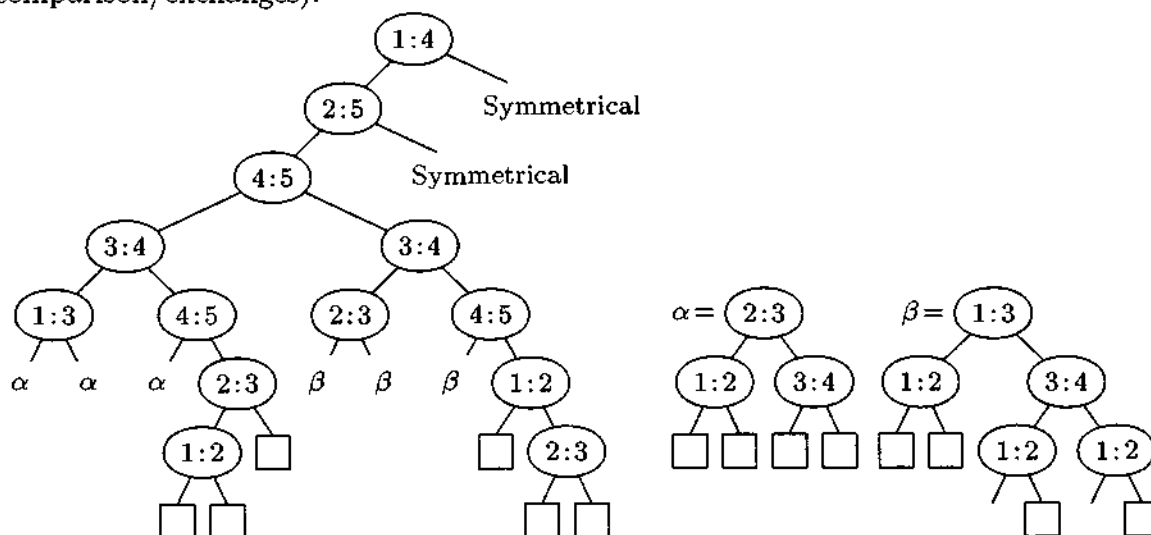 comparison/exchanges).
1:4
2:5 Symmetrical
4:5 Symmetrical
3:4 3:4
1:3 4:5 2:3 4:5 α= 2:3 β= 1:3
α α α 2:3 β β β 1:2 1:2 3:4 1:2 3:4
1:2 2:3 1:2 1:2